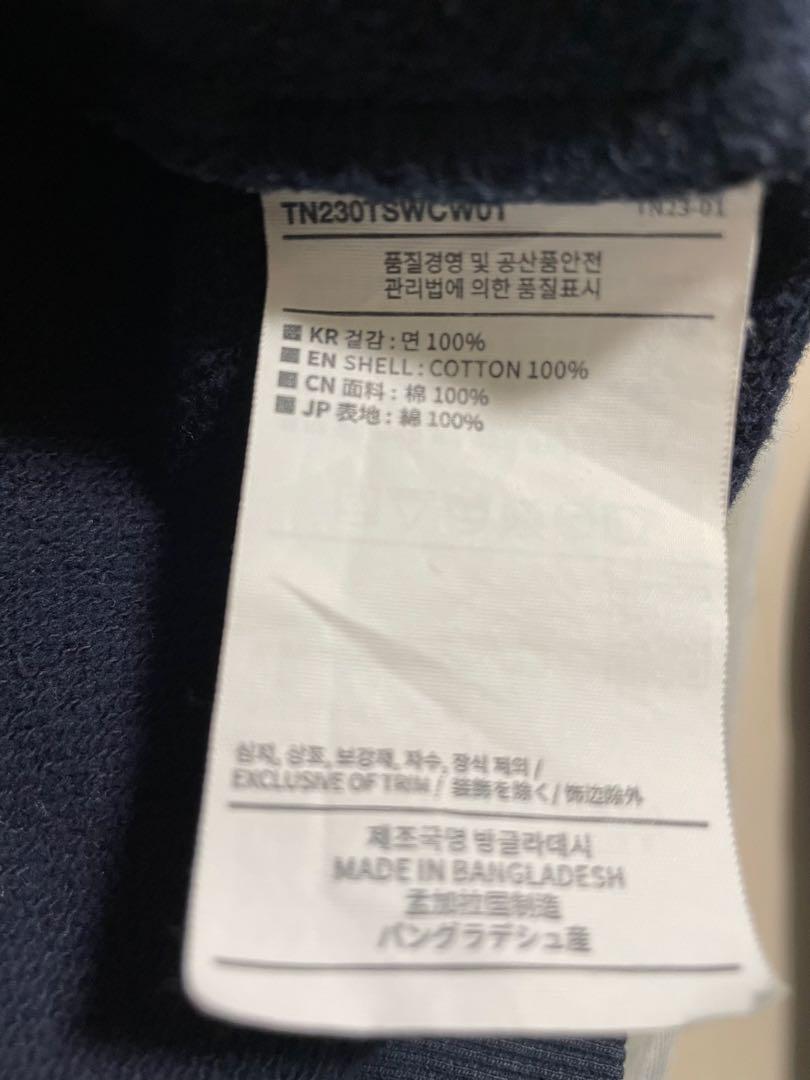 TN2301SWCW01
TN23-01
품질경영 및 공산품안전
관리법에 의한 품질표시
KR 겉감 : 면 100%
EN SHELL : COTTON 100%
CN 面料 : 棉 100%
JP 表地 : 綿 100%
심지, 상표, 보강재, 자수, 장식 제외 /
EXCLUSIVE OF TRIM / 装飾を除く / 饰边除外
제조국명 방글라데시
MADE IN BANGLADESH
孟加拉国制造
バングラデシュ産